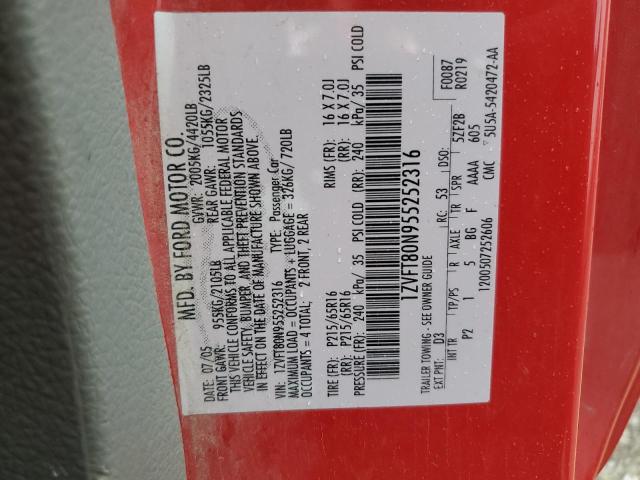 MFD. BY FORD MOTOR CO.
DATE: 07/05 GVWR: 2005KG/4420LB
FRONT GAWR: 955KG/2105LB REAR GAWR: 1055KG/2325LB
THIS VEHICLE CONFORMS TO ALL APPLICABLE FEDERAL MOTOR
VEHICLE SAFETY, BUMPER, AND THEFT PREVENTION STANDARDS
IN EFFECT ON THE DATE OF MANUFACTURE SHOWN ABOVE.
VIN: 1ZVFT80N955252316 TYPE: Passenger Car
MAXIMUM LOAD = OCCUPANTS + LUGGAGE = 326KG/720LB
OCCUPANTS = 4 TOTAL; 2 FRONT, 2 REAR
TIRE (FR): P215/65R16 RIMS (FR): 16 X 7.0J
(RR): P215/65R16 (RR): 16 X 7.0J
PRESSURE (FR): 240 kPa/ 35 PSI COLD (RR): 240 kPa/ 35 PSI COLD
1ZVFT80N955252316
TRAILER TOWING - SEE OWNER GUIDE F0087
EXT PNT: D3 RC: 53 DSO: R0219
INT TR TP/PS R AXLE TR SPR 5ZF2B
P2 1 5 BG F AAAA 605
1200507252606 CMC 5U5A-5420472-AA